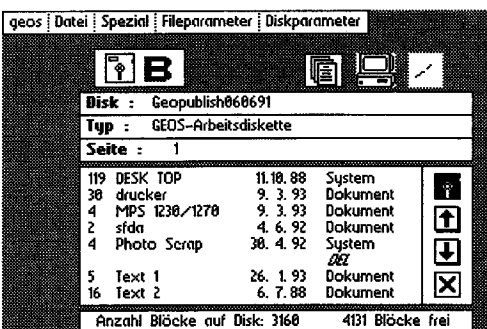 geos Datei Spezial Fileparameter Diskparameter
B
Disk : Geopublish060691
Typ : GEOS-Arbeitsdiskette
Seite : 1
119 DESK TOP 11.10.88 System
30 drucker 9. 3. 93 Dokument
4 MPS 1230/1270 9. 3. 93 Dokument
2 sfda 4. 6. 92 Dokument
4 Photo Scrap 30. 4. 92 System
DEL
5 Text 1 26. 1. 93 Dokument
16 Text 2 6. 7. 88 Dokument
Anzahl Blöcke auf Disk: 3160 4131 Blöcke frei